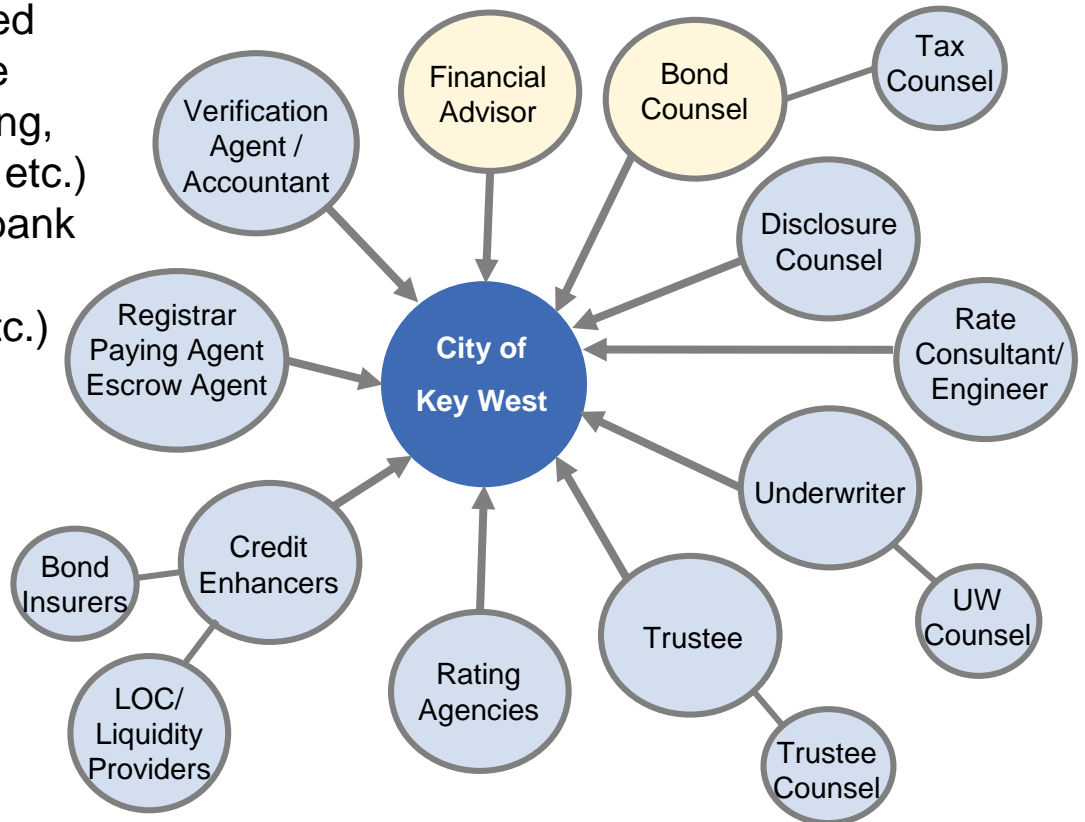 ed
e
ng,
etc.)
bank
tc.)
Verification
Agent /
Accountant
Financial
Advisor
Bond
Counsel
Tax
Counsel
Disclosure
Counsel
Registrar
Paying Agent
Escrow Agent
City of
Key West
Rate
Consultant/
Engineer
Underwriter
UW
Counsel
Credit
Enhancers
Bond
Insurers
LOC/
Liquidity
Providers
Rating
Agencies
Trustee
Trustee
Counsel